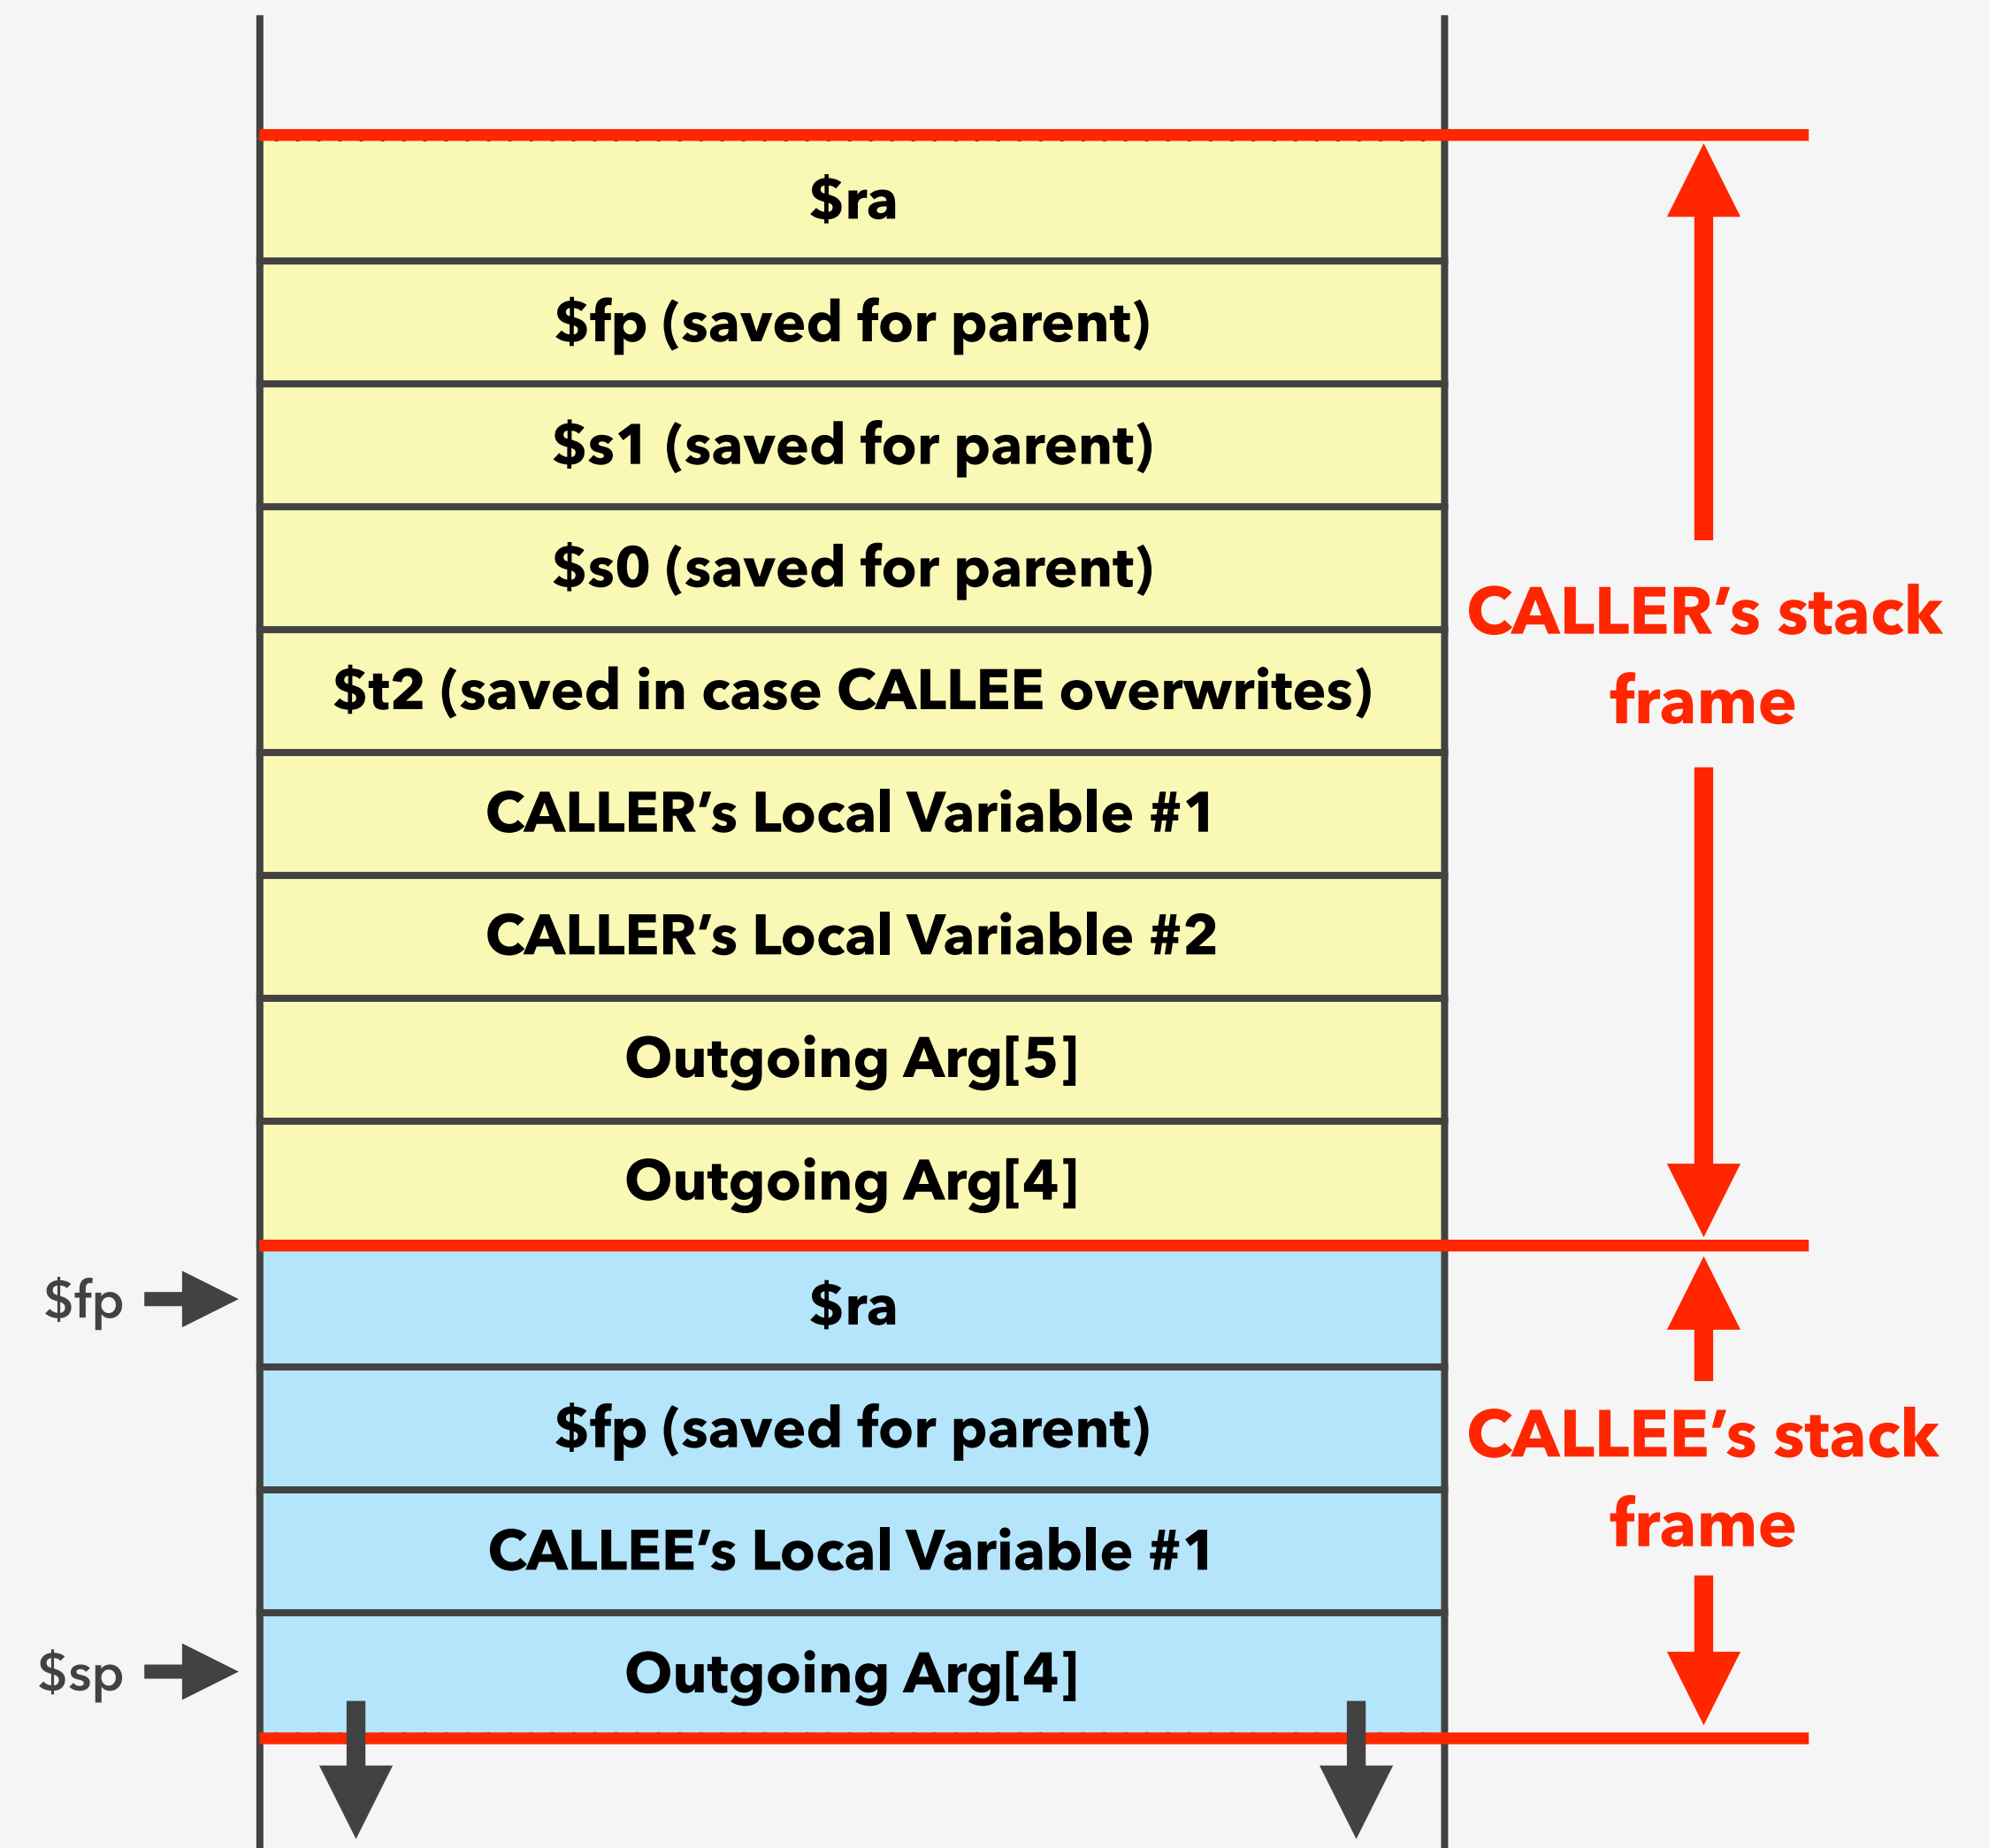 $ra
$fp (saved for parent)
$s1 (saved for parent)
$s0 (saved for parent)
CALLER’s stack
frame
$t2 (saved in case CALLEE overwrites)
CALLER’s Local Variable #1
CALLER’s Local Variable #2
Outgoing Arg[5]
Outgoing Arg[4]
$fp
$ra
$fp (saved for parent)
CALLEE’s stack
frame
CALLEE’s Local Variable #1
$sp
Outgoing Arg[4]